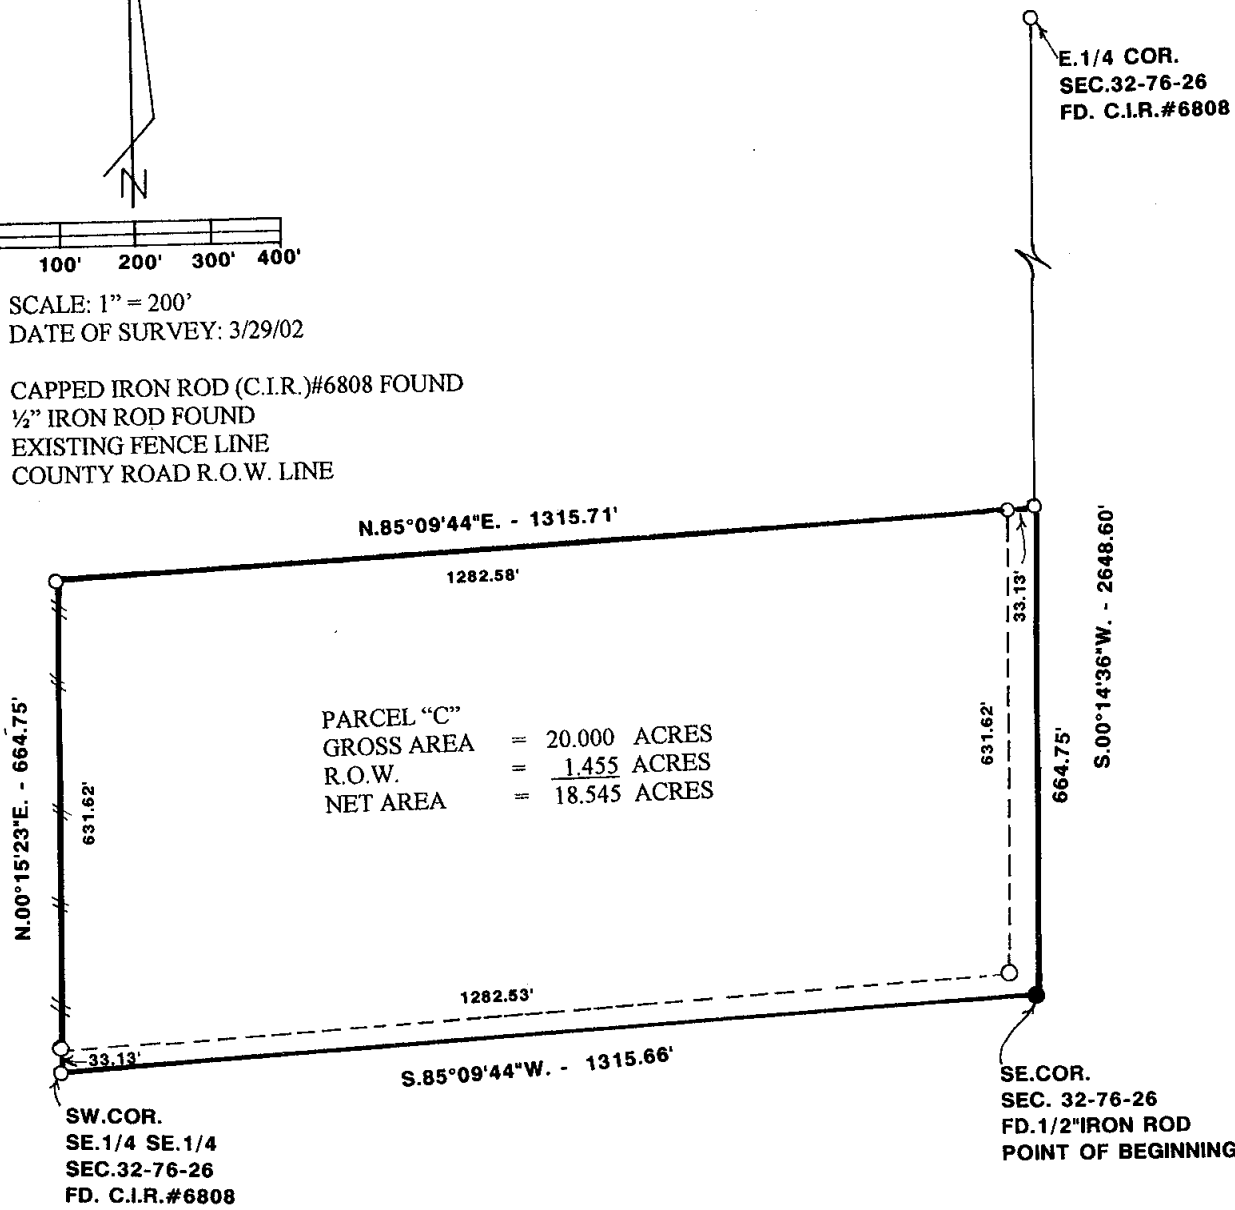 E.1/4 COR.
SEC.32-76-26
FD. C.I.R.#6808
N
100' 200' 300' 400'
SCALE: 1” = 200’
DATE OF SURVEY: 3/29/02
CAPPED IRON ROD (C.I.R.)#6808 FOUND
½” IRON ROD FOUND
EXISTING FENCE LINE
COUNTY ROAD R.O.W. LINE
N.85°09'44"E. - 1315.71'
1282.58'
33.13'
S.00°14'36"W. - 2648.60'
N.00°15'23"E. - 664.75'
631.62'
PARCEL “C”
GROSS AREA = 20.000 ACRES
R.O.W. = 1.455 ACRES
NET AREA = 18.545 ACRES
631.62'
664.75'
1282.53'
33.13'
S.85°09'44"W. - 1315.66'
SW.COR.
SE.1/4 SE.1/4
SEC.32-76-26
FD. C.I.R.#6808
SE.COR.
SEC. 32-76-26
FD.1/2"IRON ROD
POINT OF BEGINNING